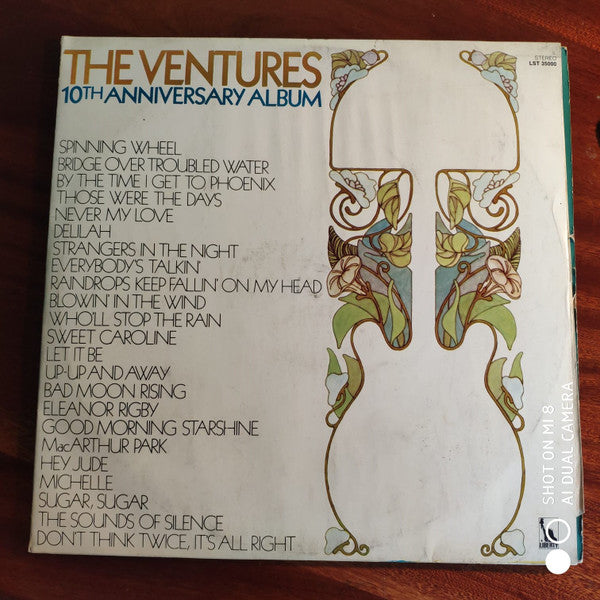 THE VENTURES
10TH ANNIVERSARY ALBUM
STEREO
LST 35000
SPINNING WHEEL
BRIDGE OVER TROUBLED WATER
BY THE TIME I GET TO PHOENIX
THOSE WERE THE DAYS
NEVER MY LOVE
DELILAH
STRANGERS IN THE NIGHT
EVERYBODY'S TALKIN'
RAINDROPS KEEP FALLIN' ON MY HEAD
BLOWIN' IN THE WIND
WHO'LL STOP THE RAIN
SWEET CAROLINE
LET IT BE
UP-UP AND AWAY
BAD MOON RISING
ELEANOR RIGBY
GOOD MORNING STARSHINE
MacARTHUR PARK
HEY JUDE
MICHELLE
SUGAR, SUGAR
THE SOUNDS OF SILENCE
DON'T THINK TWICE, IT'S ALL RIGHT
LIBERTY
SHOT ON MI 8
AI DUAL CAMERA